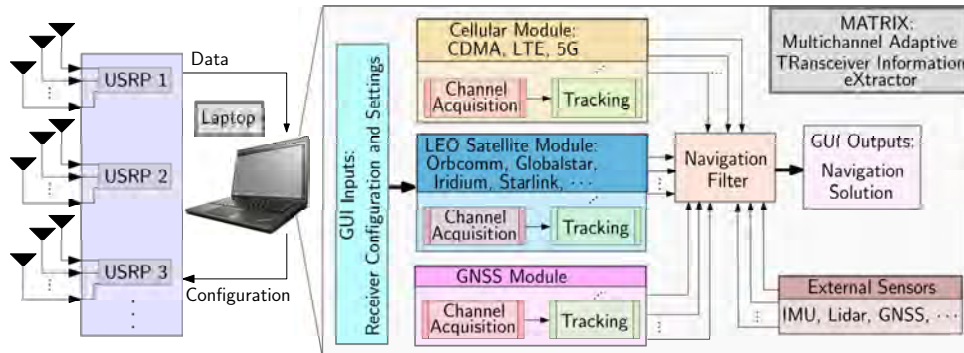 USRP 1
USRP 2
USRP 3
Data
Laptop
Configuration
GUI Inputs:
Receiver Configuration and Settings
Cellular Module:
CDMA, LTE, 5G
Channel
Acquisition
Tracking
LEO Satellite Module:
Orbcomm, Globalstar,
Iridium, Starlink, · · ·
Channel
Acquisition
Tracking
GNSS Module
Channel
Acquisition
Tracking
Navigation
Filter
MATRIX:
Multichannel Adaptive
TRansceiver Information
eXtractor
GUI Outputs:
Navigation
Solution
External Sensors
IMU, Lidar, GNSS, · · ·